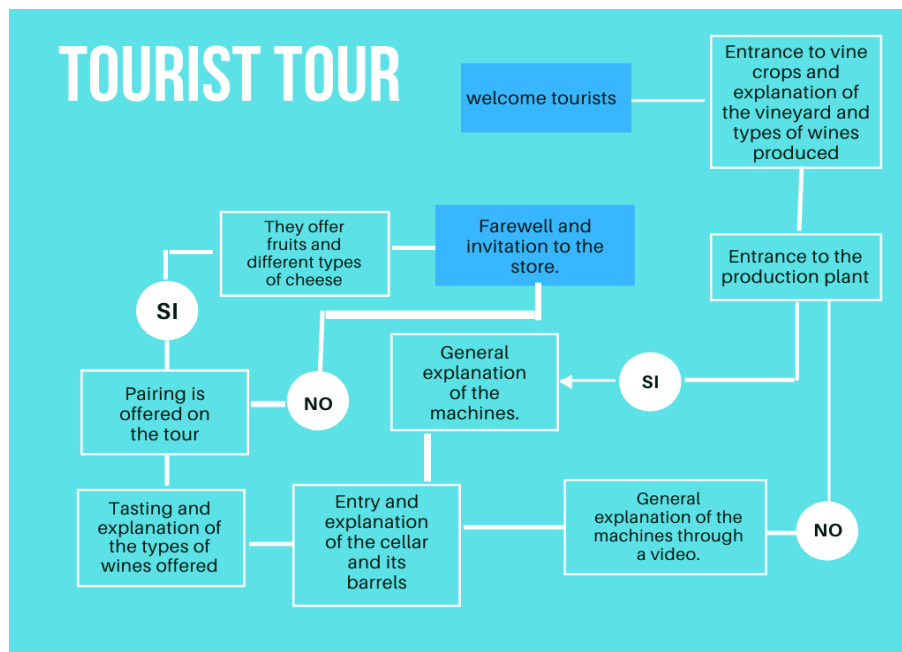 TOURIST TOUR
welcome tourists
Entrance to vine
crops and
explanation of
the vineyard and
types of wines
produced
They offer
fruits and
different types
of cheese
Farewell and
invitation to the
store.
Entrance to the
production plant
SI
General
explanation
of the
machines.
SI
NO
Pairing is
offered on
the tour
Tasting and
explanation of
the types of
wines offered
Entry and
explanation
of the cellar
and its
barrels
General
explanation of the
machines through
a video.
NO